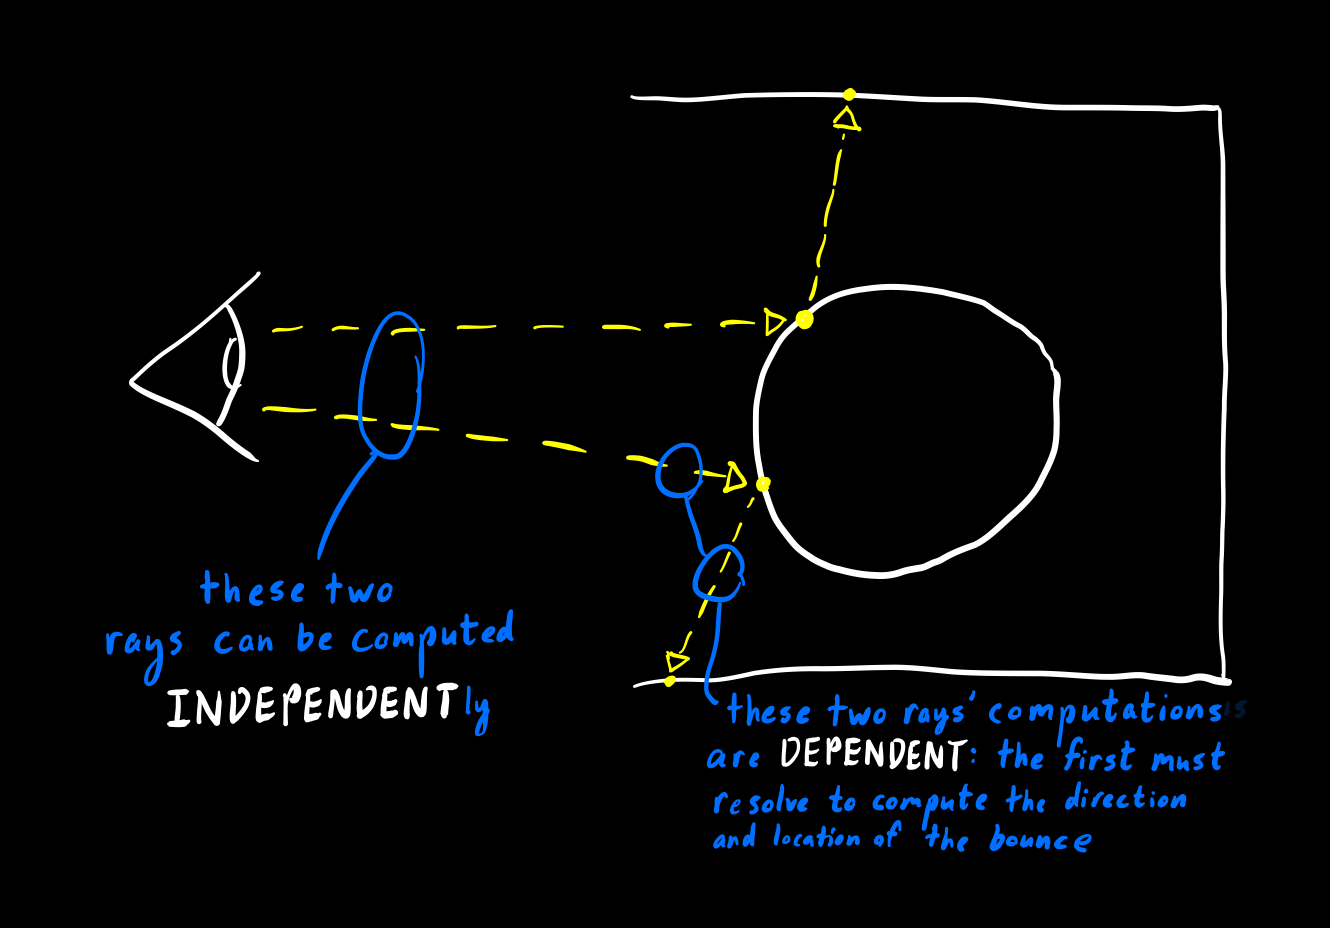 these two
rays can be computed
INDEPENDENTly
these two rays' computations
are DEPENDENT: the first must
resolve to compute the direction
and location of the bounce